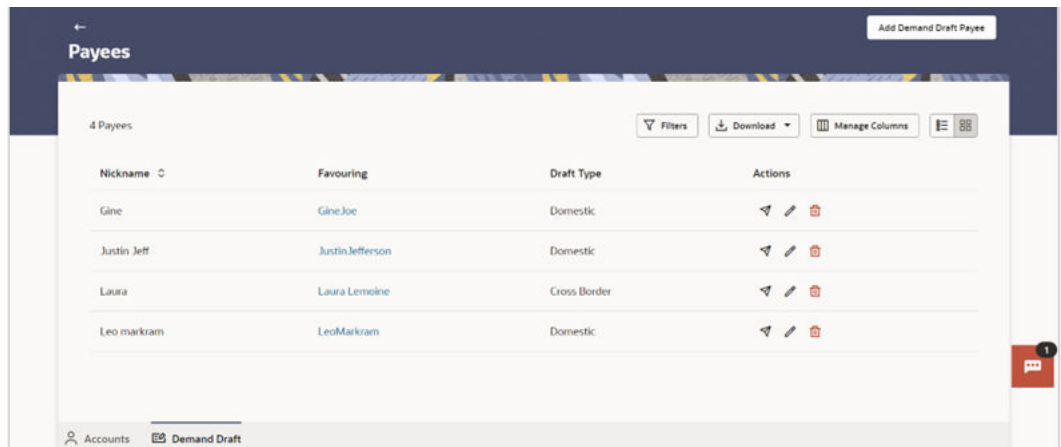 Add Demand Draft Payee
Payees
4 Payees Filters Download Manage Columns
Nickname Favouring Draft Type Actions
Gine GineJoe Domestic
Justin Jeff JustinJefferson Domestic
Laura Laura Lemoine Cross Border
Leo markram LeoMarkram Domestic
1
Accounts Demand Draft